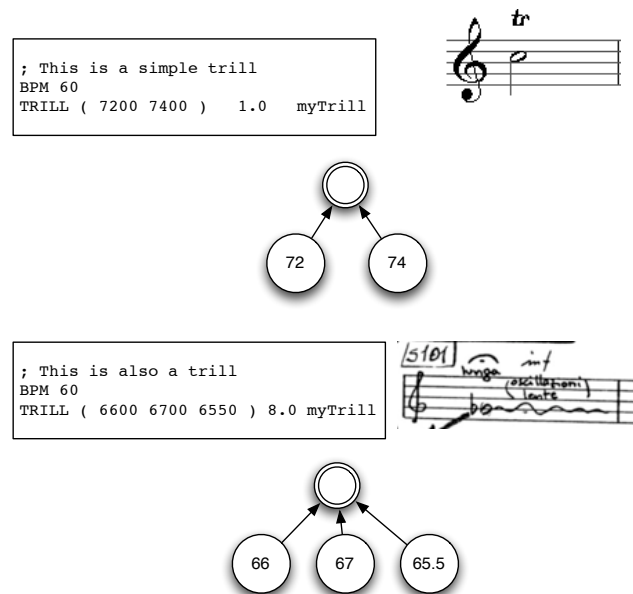 ; This is a simple trill
BPM 60
TRILL ( 7200 7400 ) 1.0 myTrill
tr
72 74
; This is also a trill
BPM 60
TRILL ( 6600 6700 6550 ) 8.0 myTrill
5101
lunga
inf
(oscillazioni
lente)
66 67 65.5